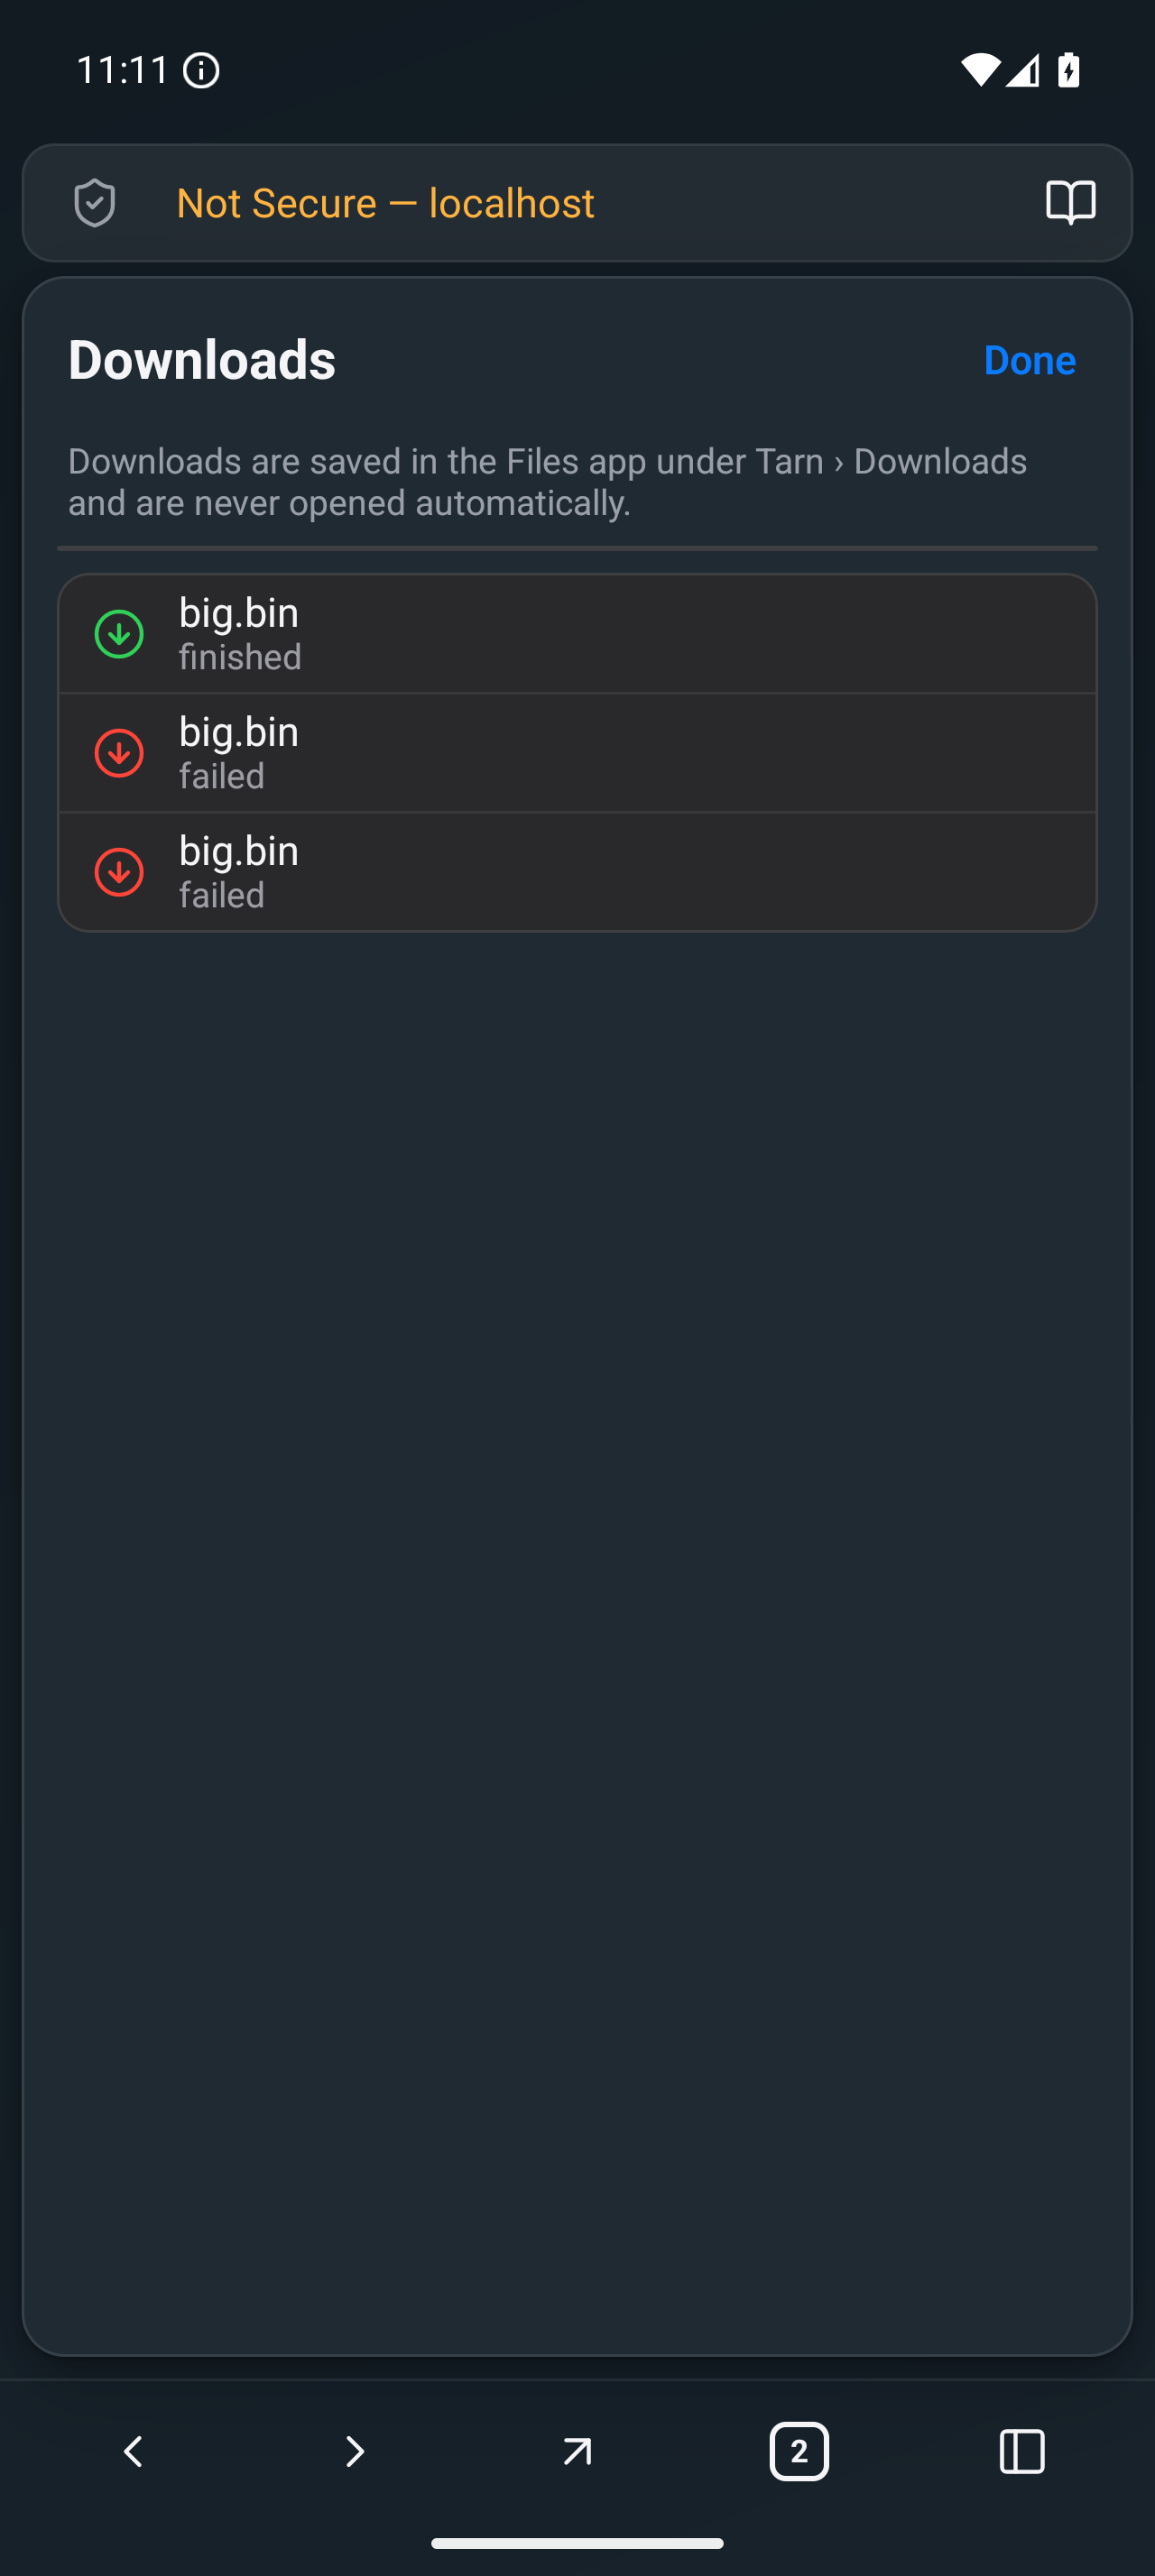 11:11
Not Secure — localhost
Downloads
Done
Downloads are saved in the Files app under Tarn › Downloads
and are never opened automatically.
big.bin
finished
big.bin
failed
big.bin
failed
2